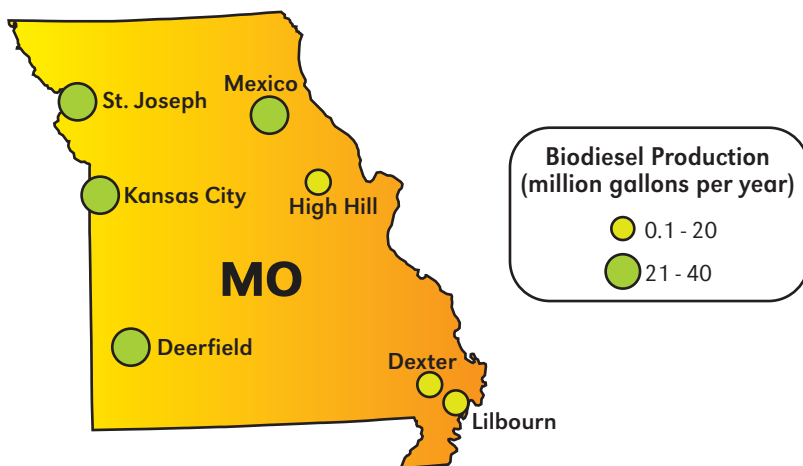 Mexico
St. Joseph
Kansas City
High Hill
MO
Deerfield
Dexter
Lilbourn
Biodiesel Production
(million gallons per year)
0.1 - 20
21 - 40